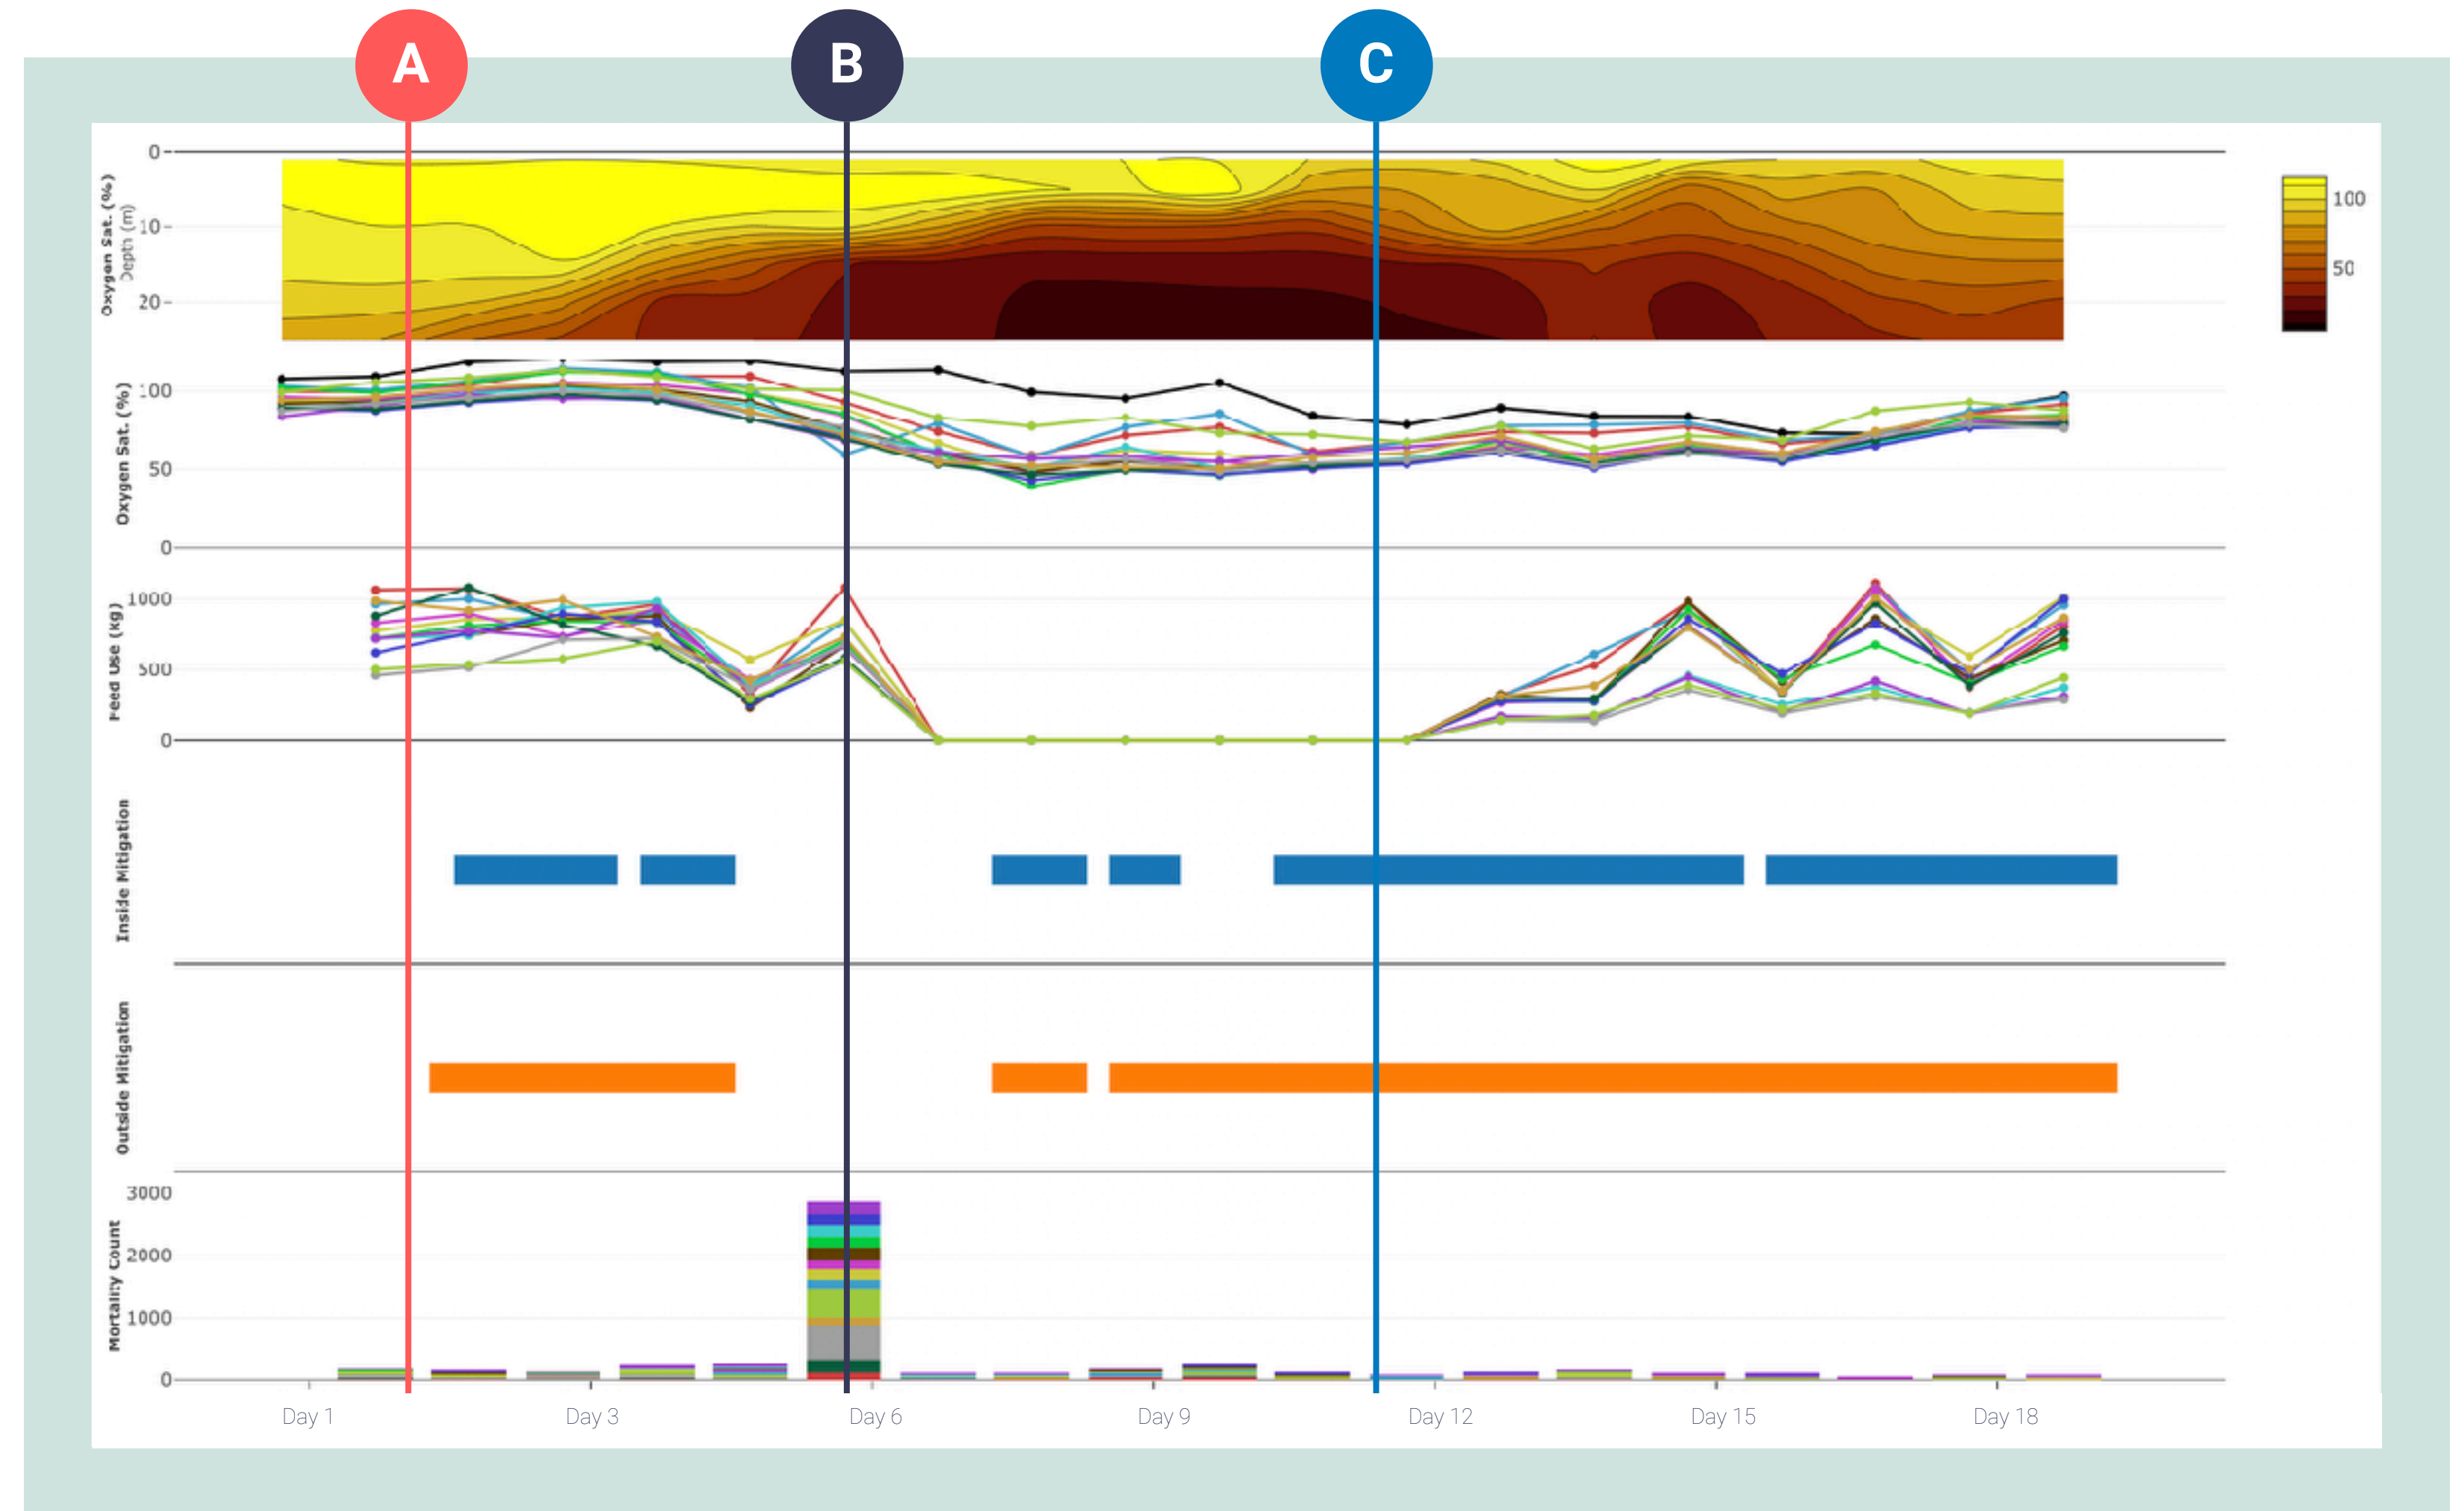 A
B
C
Oxygen Sat. (%)
Depth (m)
0
10
20
100
50
Oxygen Sat. (%)
100
50
0
Feed Use (kg)
1000
500
0
Inside Mitigation
Outside Mitigation
Mortality Count
3000
2000
1000
0
Day 1
Day 3
Day 6
Day 9
Day 12
Day 15
Day 18